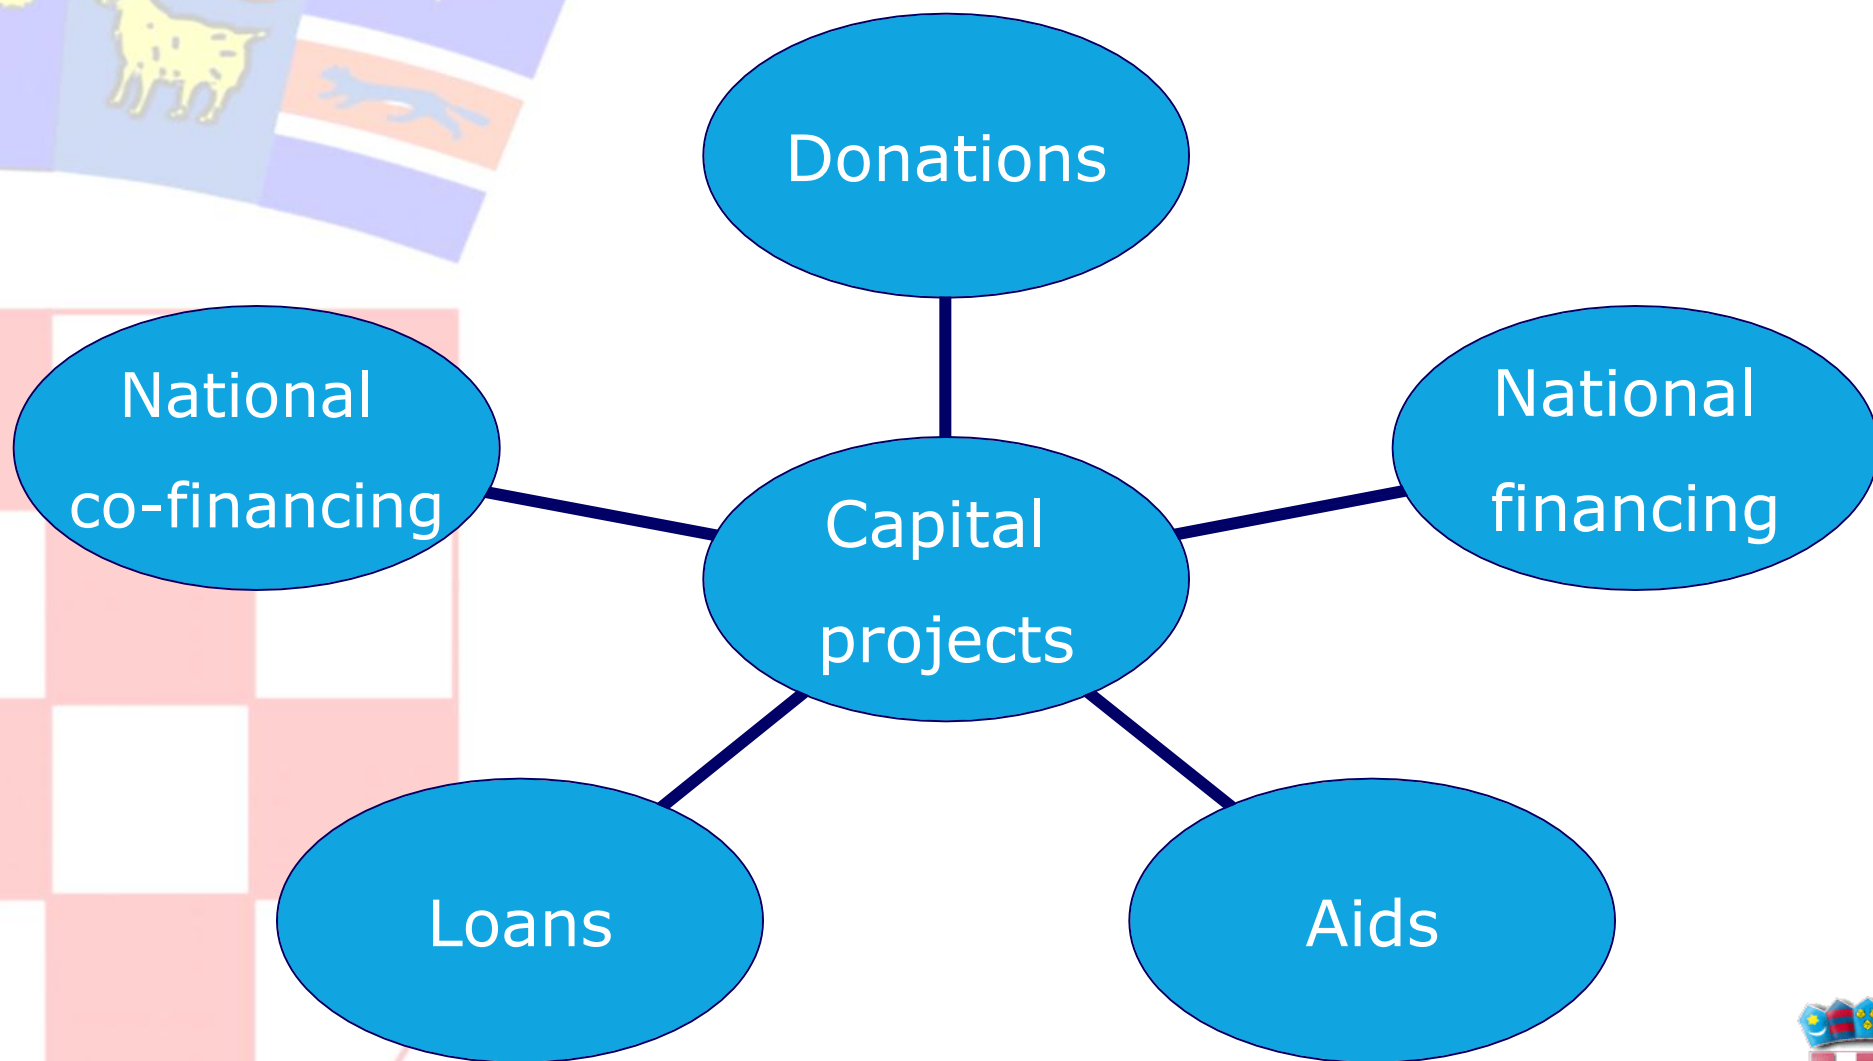 Donations
National
co-financing
National
financing
Capital
projects
Loans
Aids